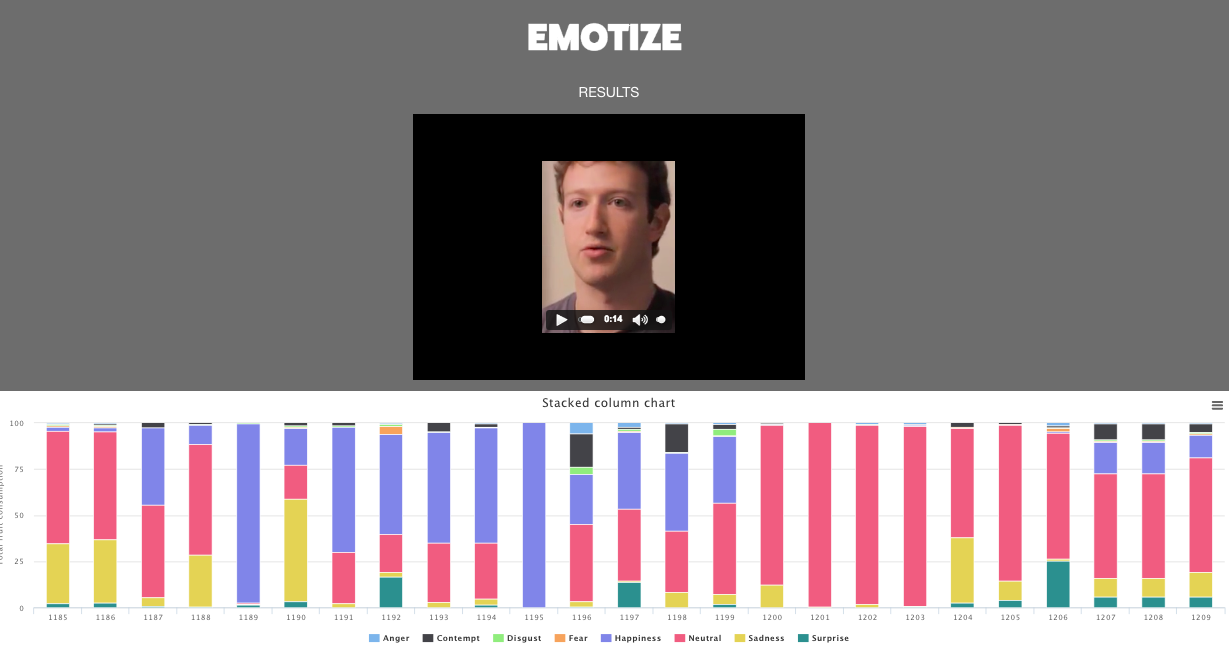 EMOTIZE
RESULTS
0:14
Stacked column chart
100
75
50
25
0
Total fruit consumption
1185 1186 1187 1188 1189 1190 1191 1192 1193 1194 1195 1196 1197 1198 1199 1200 1201 1202 1203 1204 1205 1206 1207 1208 1209
Anger Contempt Disgust Fear Happiness Neutral Sadness Surprise